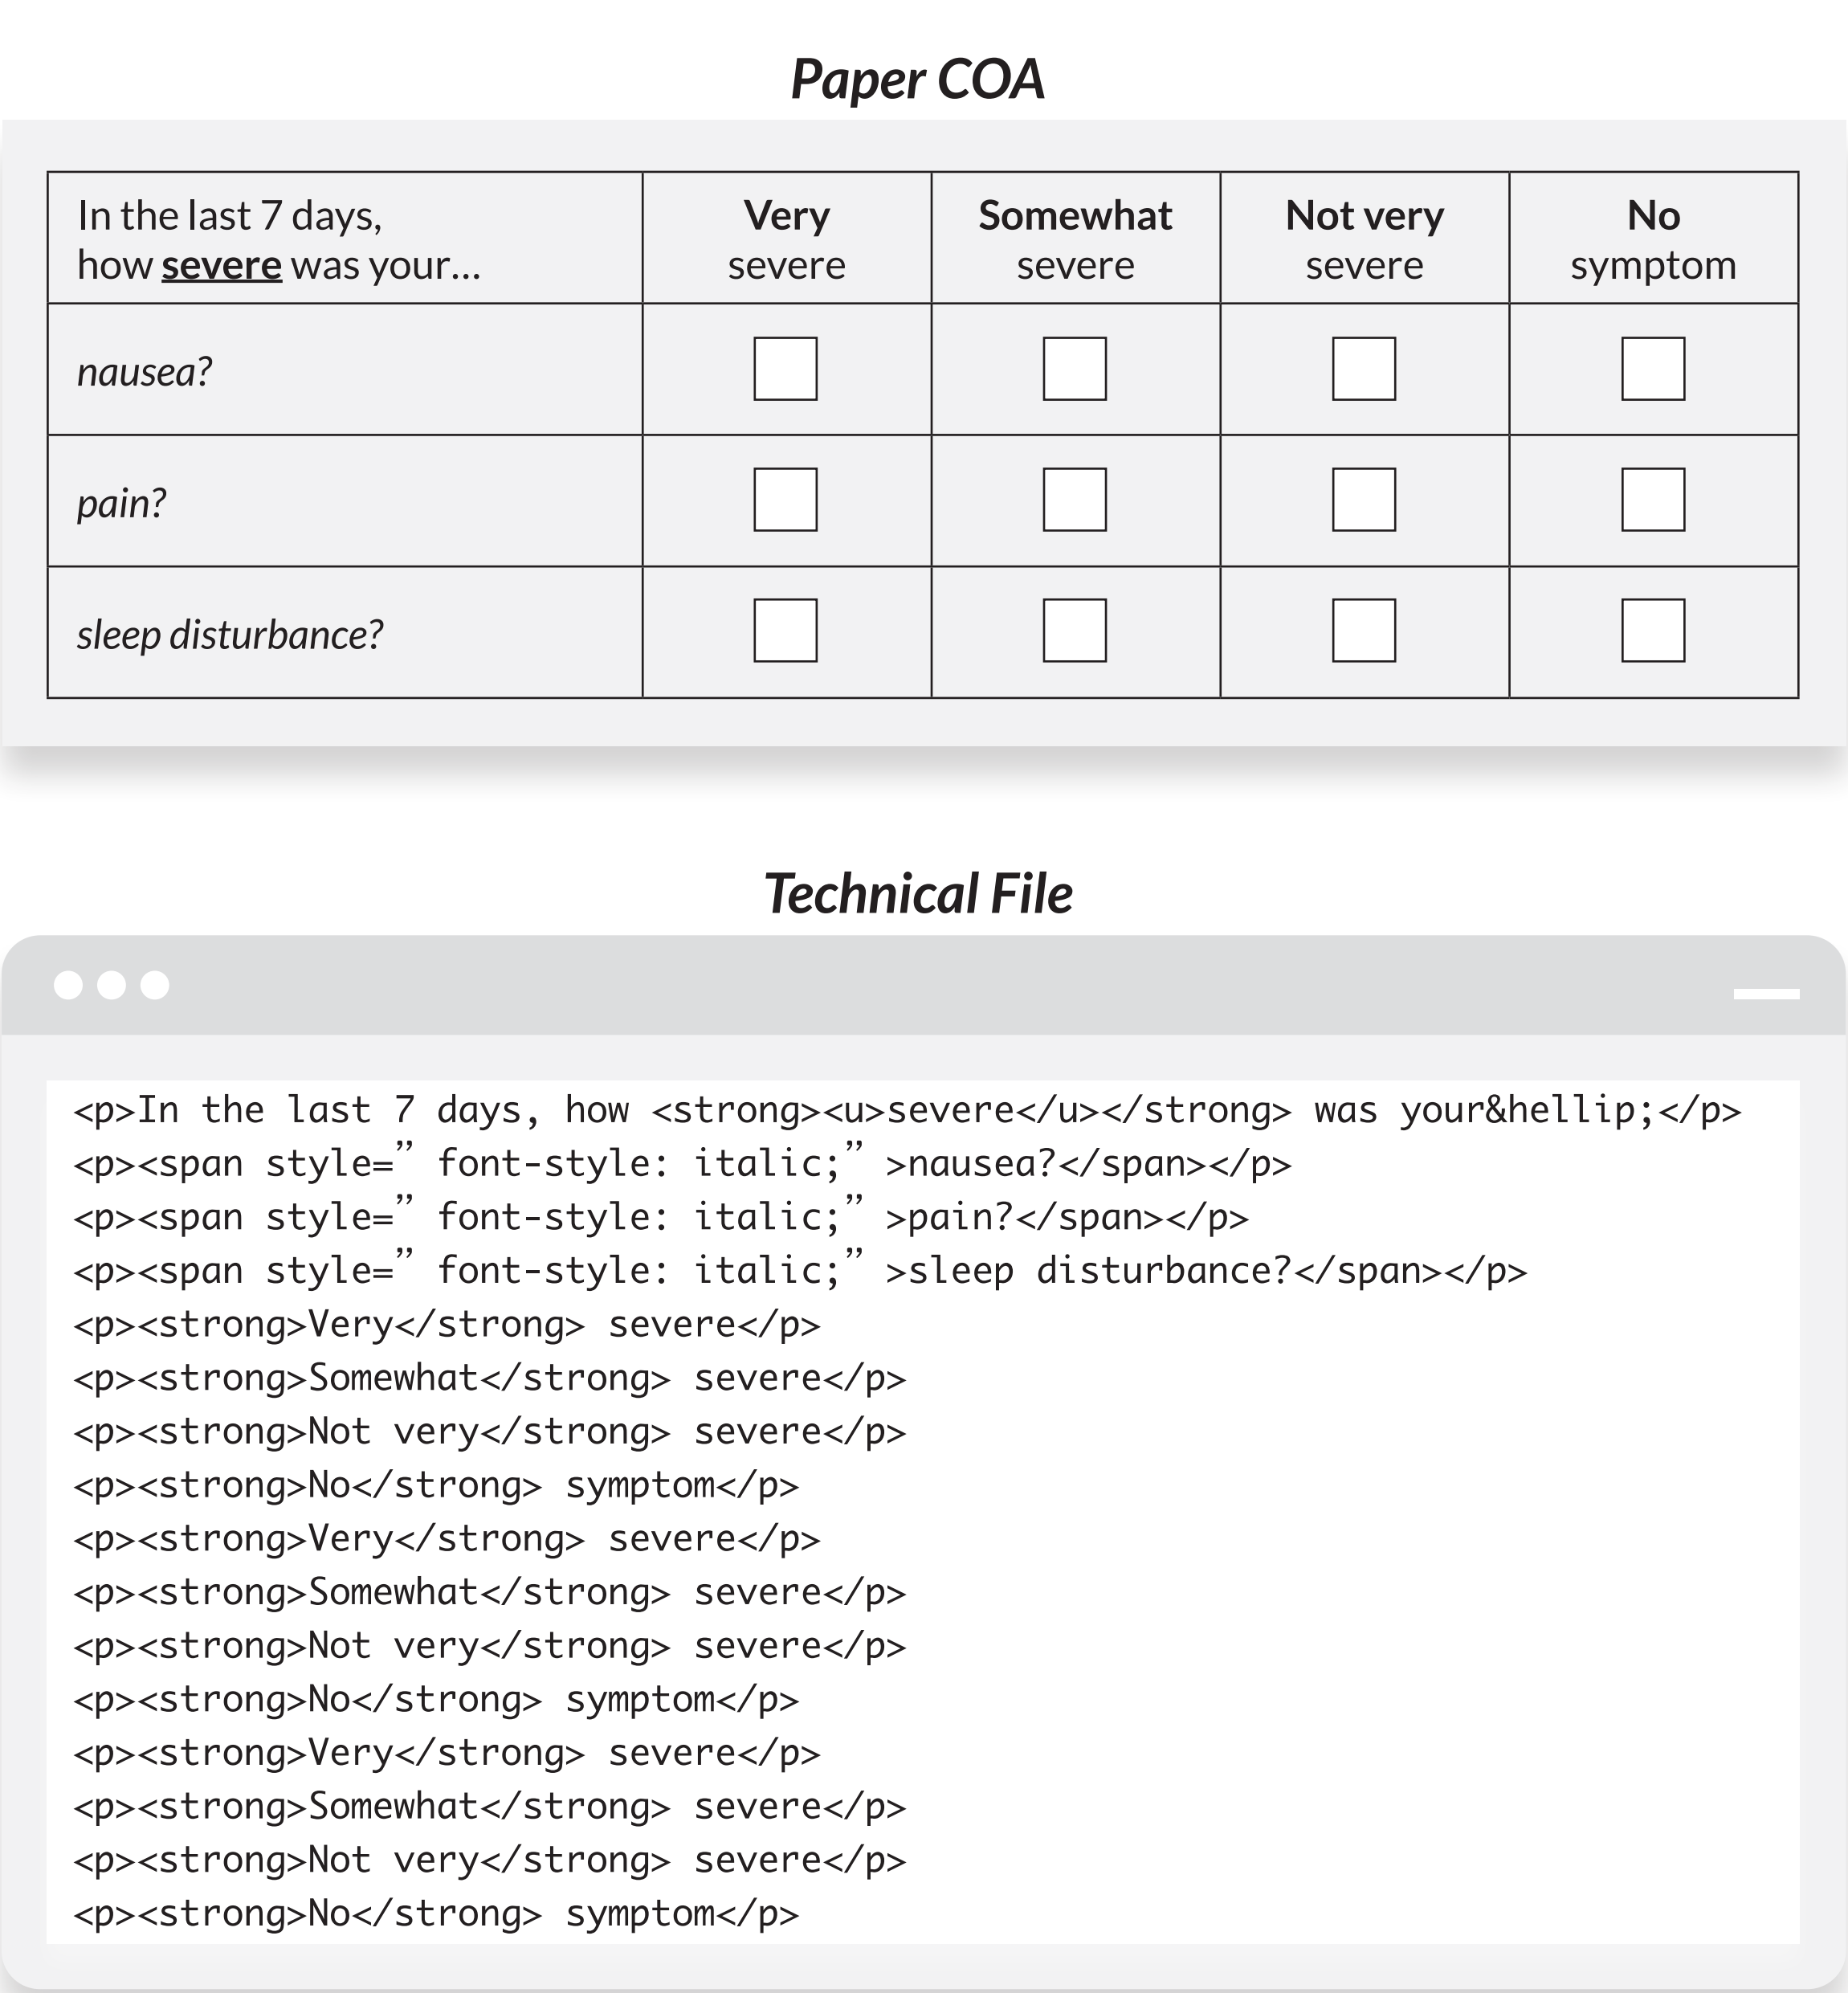 Paper COA
In the last 7 days,
how severe was your...
Very
severe
Somewhat
severe
Not very
severe
No
symptom
nausea?
pain?
sleep disturbance?
Technical File
<p>In the last 7 days, how <strong><u>severe</u></strong> was your&hellip;</p>
<p><span style=” font-style: italic;” >nausea?</span></p>
<p><span style=” font-style: italic;” >pain?</span></p>
<p><span style=” font-style: italic;” >sleep disturbance?</span></p>
<p><strong>Very</strong> severe</p>
<p><strong>Somewhat</strong> severe</p>
<p><strong>Not very</strong> severe</p>
<p><strong>No</strong> symptom</p>
<p><strong>Very</strong> severe</p>
<p><strong>Somewhat</strong> severe</p>
<p><strong>Not very</strong> severe</p>
<p><strong>No</strong> symptom</p>
<p><strong>Very</strong> severe</p>
<p><strong>Somewhat</strong> severe</p>
<p><strong>Not very</strong> severe</p>
<p><strong>No</strong> symptom</p>